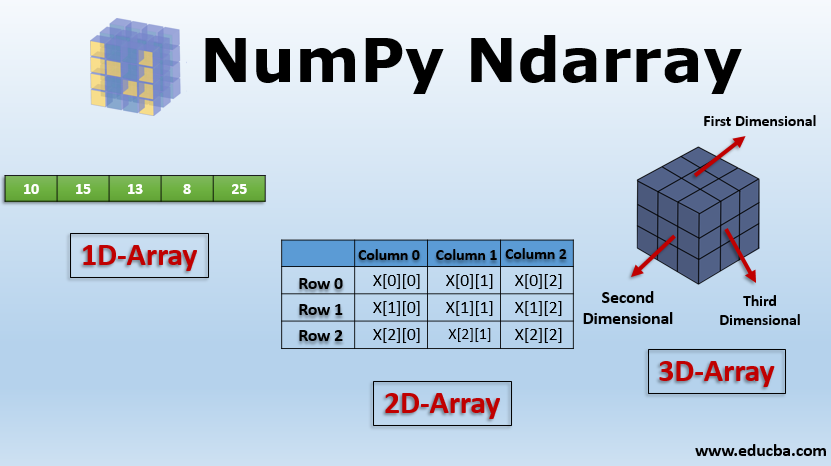 NumPy Ndarray
First Dimensional
10 15 13 8 25
1D-Array
Column 0 Column 1 Column 2
Row 0 X[0][0] X[0][1] X[0][2]
Row 1 X[1][0] X[1][1] X[1][2]
Row 2 X[2][0] X[2][1] X[2][2]
2D-Array
Second
Dimensional
Third
Dimensional
3D-Array
www.educba.com